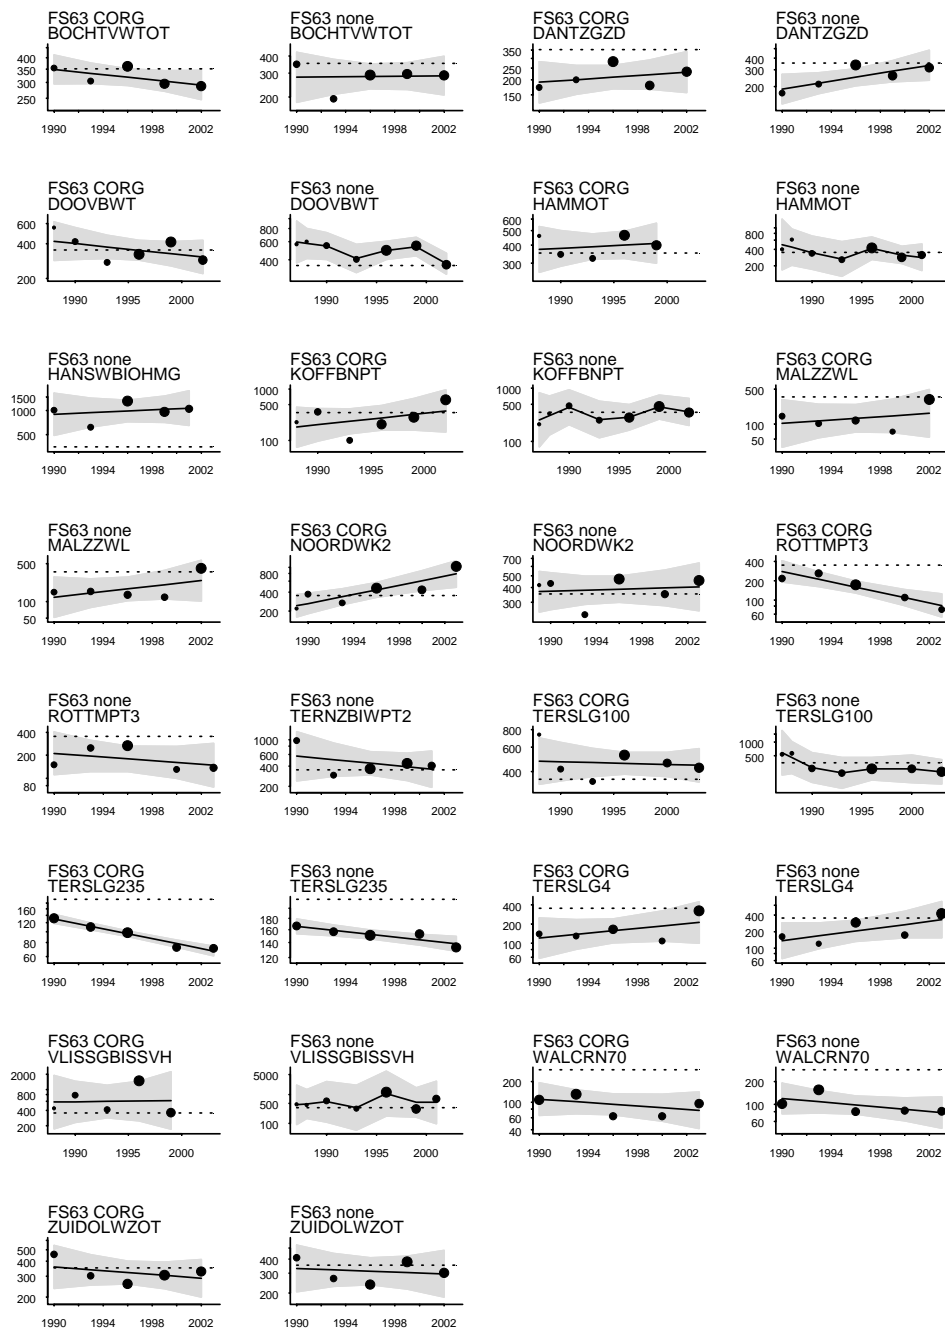 FS63 CORG
BOCHTVWTOT
400
350
300
250
1990 1994 1998 2002
FS63 none
BOCHTVWTOT
400
300
200
1990 1994 1998 2002
FS63 CORG
DANTZGZD
350
250
200
150
1990 1994 1998 2002
FS63 none
DANTZGZD
400
300
200
1990 1994 1998 2002
FS63 CORG
DOOVBWT
600
400
200
1990 1995 2000
FS63 none
DOOVBWT
800
600
400
1990 1995 2000
FS63 CORG
HAMMOT
600
500
400
300
1990 1995 2000
FS63 none
HAMMOT
800
400
200
1990 1995 2000
FS63 none
HANSWBIOHMG
1500
1000
500
1990 1994 1998 2002
FS63 CORG
KOFFBNPT
1000
500
100
1990 1995 2000
FS63 none
KOFFBNPT
1000
500
100
1990 1995 2000
FS63 CORG
MALZZWL
500
100
50
1990 1994 1998 2002
FS63 none
MALZZWL
500
100
50
1990 1994 1998 2002
FS63 CORG
NOORDWK2
800
400
200
1990 1994 1998 2002
FS63 none
NOORDWK2
700
500
400
300
1990 1994 1998 2002
FS63 CORG
ROTTMPT3
400
200
100
60
1990 1994 1998 2002
FS63 none
ROTTMPT3
400
200
80
1990 1994 1998 2002
FS63 none
TERNZBIWPT2
1000
600
400
200
1990 1994 1998 2002
FS63 CORG
TERSLG100
800
600
400
1990 1995 2000
FS63 none
TERSLG100
1000
500
1990 1995 2000
FS63 CORG
TERSLG235
160
120
80
60
1990 1994 1998 2002
FS63 none
TERSLG235
180
160
140
120
1990 1994 1998 2002
FS63 CORG
TERSLG4
400
200
100
60
1990 1994 1998 2002
FS63 none
TERSLG4
400
200
100
60
1990 1994 1998 2002
FS63 CORG
VLISSGBISSVH
2000
800
400
200
1990 1995 2000
FS63 none
VLISSGBISSVH
5000
500
100
1990 1995 2000
FS63 CORG
WALCRN70
200
100
60
40
1990 1994 1998 2002
FS63 none
WALCRN70
200
100
60
1990 1994 1998 2002
FS63 CORG
ZUIDOLWZOT
500
400
300
200
1990 1994 1998 2002
FS63 none
ZUIDOLWZOT
400
300
200
1990 1994 1998 2002